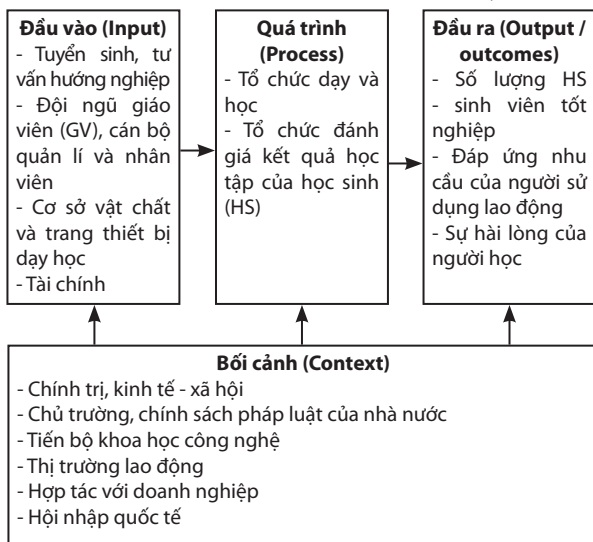 Đầu vào (Input)
- Tuyển sinh, tư
vấn hướng nghiệp
- Đội ngũ giáo
viên (GV), cán bộ
quản lí và nhân
viên
- Cơ sở vật chất
và trang thiết bị
dạy học
- Tài chính
Quá trình
(Process)
- Tổ chức dạy và
học
- Tổ chức đánh
giá kết quả học
tập của học sinh
(HS)
Đầu ra (Output /
outcomes)
- Số lượng HS
- sinh viên tốt
nghiệp
- Đáp ứng nhu
cầu của người sử
dụng lao động
- Sự hài lòng của
người học
Bối cảnh (Context)
- Chính trị, kinh tế - xã hội
- Chủ trường, chính sách pháp luật của nhà nước
- Tiến bộ khoa học công nghệ
- Thị trường lao động
- Hợp tác với doanh nghiệp
- Hội nhập quốc tế